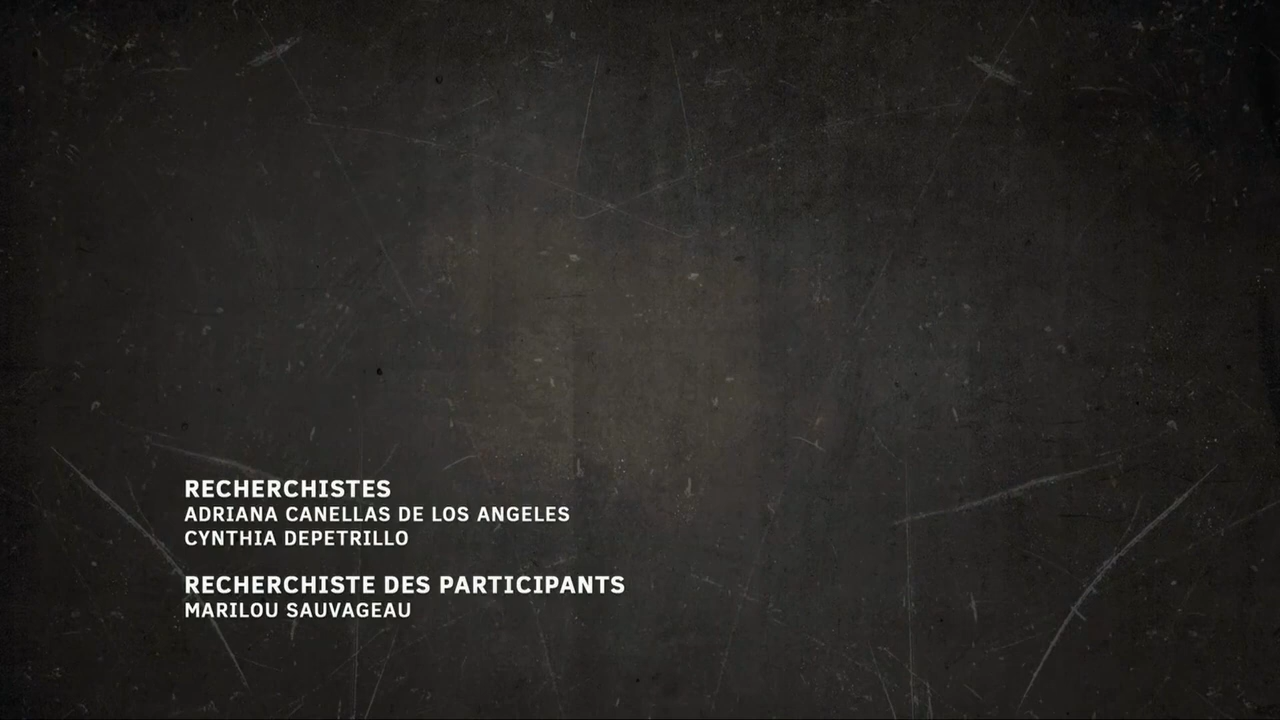 RECHERCHISTES
ADRIANA CANELLAS DE LOS ANGELES
CYNTHIA DEPETRILLO
RECHERCHISTE DES PARTICIPANTS
MARILOU SAUVAGEAU